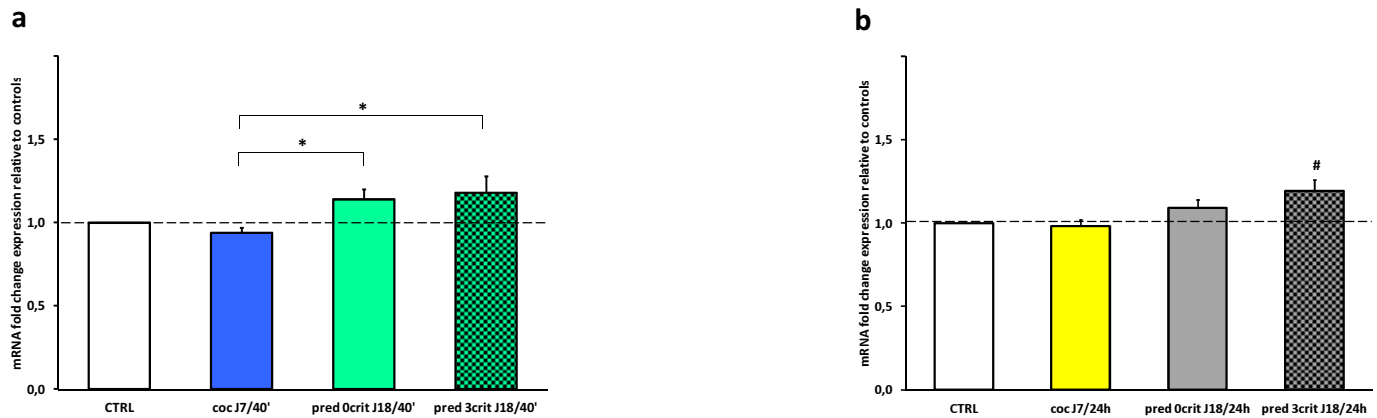 a
mRNA fold change expression relative to controls
1,5
1,0
0,5
0,0
*
*
CTRL
coc J7/40'
pred 0crit J18/40'
pred 3crit J18/40'
b
mRNA fold change expression relative to controls
1,5
1,0
0,5
0,0
#
CTRL
coc J7/24h
pred 0crit J18/24h
pred 3crit J18/24h